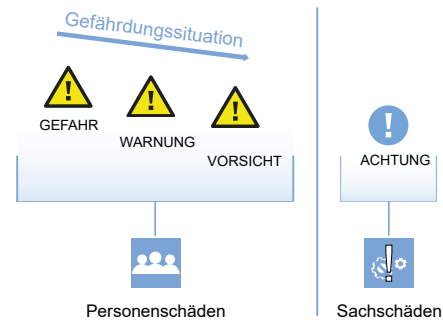 Gefährdungssituation
GEFAHR
WARNUNG
VORSICHT
ACHTUNG
Personenschäden
Sachschäden